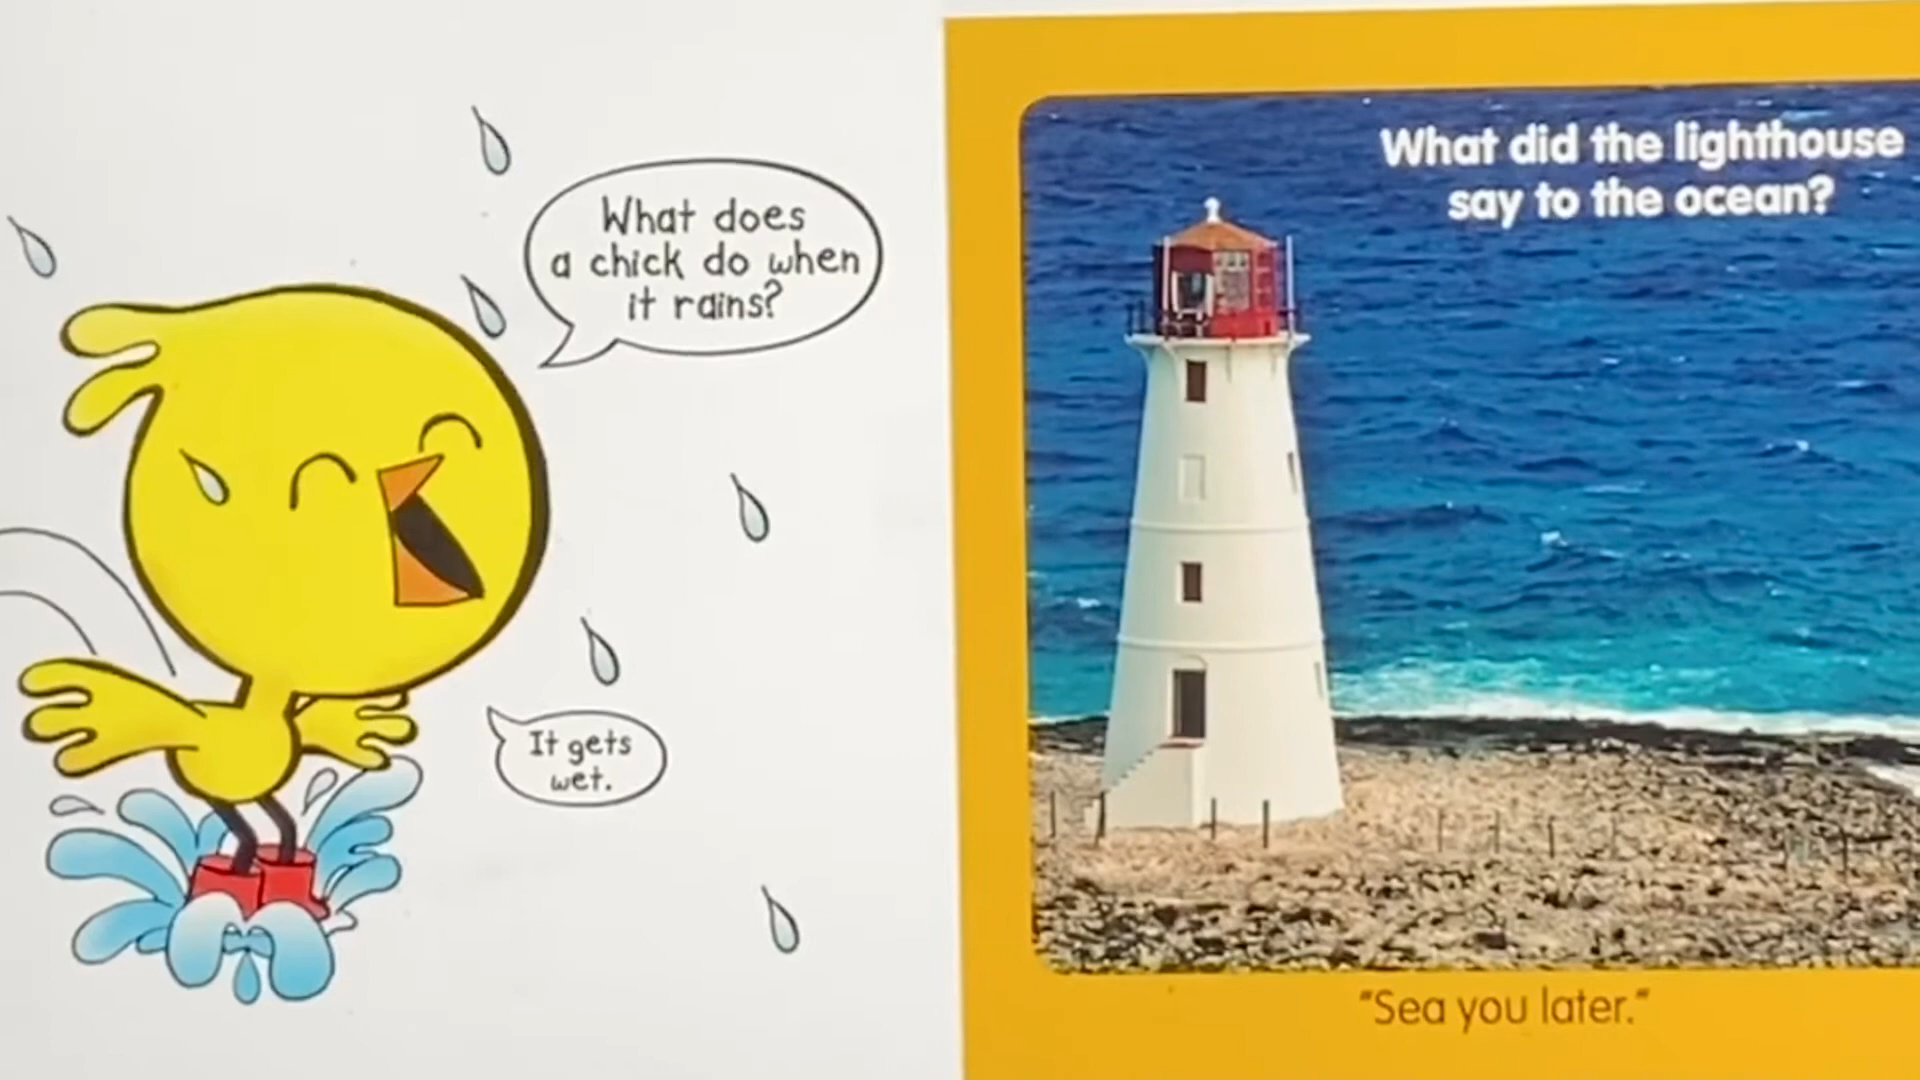 What does
a chick do when
it rains?
It gets
wet.
What did the lighthouse
say to the ocean?
"Sea you later."